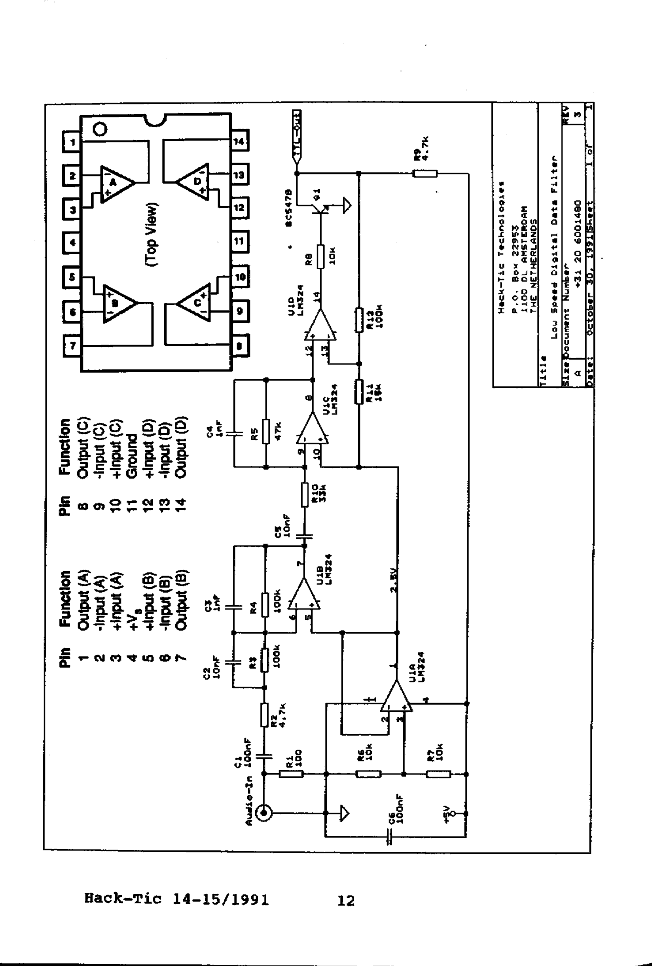 1
2
3
4
5
6
7
14
13
12
11
10
9
8
A
D
B
C
(Top View)
Pin Function
8 Output (C)
9 -Input (C)
10 +Input (C)
11 Ground
12 +Input (D)
13 -Input (D)
14 Output (D)
Pin Function
1 Output (A)
2 -Input (A)
3 +Input (A)
4 +Vs
5 +Input (B)
6 -Input (B)
7 Output (B)
Audio-In
C1
100nF
R1
100
R2
4.7k
C2
10nF
R3
100k
C3
1nF
R4
100k
6
5
7
U1B
LM324
C5
10nF
R10
33k
C4
1nF
R5
47k
9
10
8
U1C
LM324
R11
15k
R12
100k
12
13
14
U1D
LM324
R8
10k
BC547B
Q1
TTL-Out
R9
4.7k
2.5V
C6
100nF
+5V
R6
10k
R7
10k
2
3
1
4
11
U1A
LM324
Hack-Tic Technologies
P.O. Box 22953
1100 DL AMSTERDAM
THE NETHERLANDS
Title
Low Speed Digital Data Filter
Size Document Number REV
A +31 20 6001480 3
Date: October 30, 1991 Sheet 1 of 1
Hack-Tic 14-15/1991 12